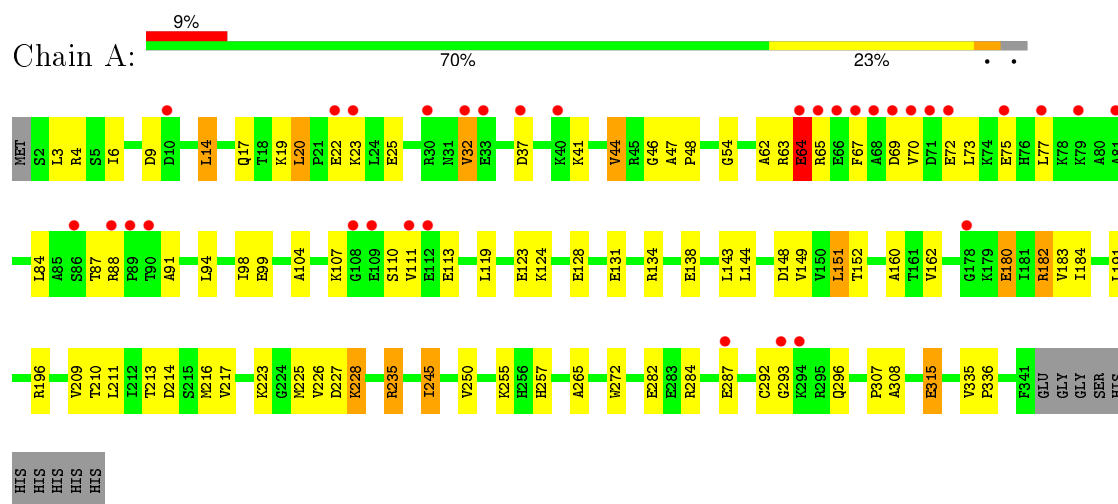 9%
Chain A:
70% 23% • •
MET S2 L3 R4 S5 I6 D9 D10 L14 Q17 T18 K19 L20 P21 E22 K23 L24 E25 R30 N31 V32 E33 D37 K40 K41 V44 R45 G46 A47 P48 G54 A62 R63 E64 R65 E66 F67 A68 D69 V70 D71 E72 L73 K74 E75 H76 L77 K78 K79 A80 A81
L84 A85 S86 T87 R88 P89 T90 A91 L94 I98 E99 A104 K107 G108 E109 S110 V111 E112 E113 L119 E123 K124 E128 E131 R134 E138 L143 L144 D148 V149 V150 L151 T152 A160 T161 V162 G178 K179 E180 I181 R182 V183 I184 L191
R196 V209 T210 L211 I212 T213 D214 S215 M216 V217 K223 G224 M225 V226 D227 K228 R235 I245 V250 K255 H256 H257 A265 W272 E282 E283 R284 E287 C292 G293 K294 R295 Q296 P307 A308 E315 V335 P336 F341 GLU GLY GLY SER HIS
HIS HIS HIS HIS HIS